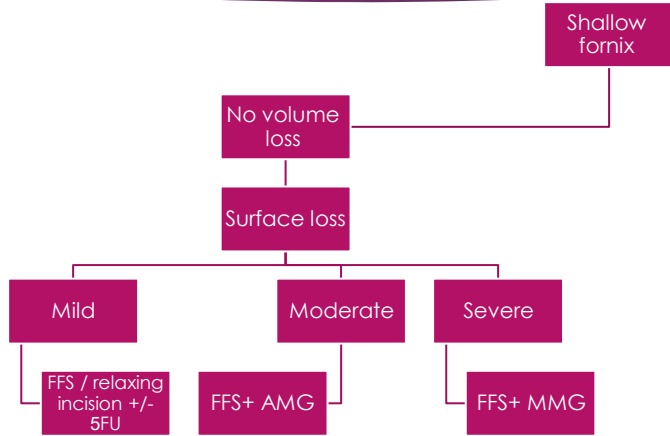 Shallow
fornix
No volume
loss
Surface loss
Mild
Moderate
Severe
FFS / relaxing
incision +/-
5FU
FFS+ AMG
FFS+ MMG